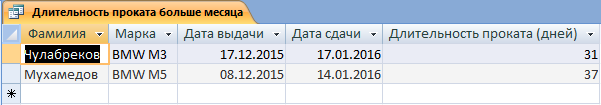 Длительность проката больше месяца
Фамилия Марка Дата выдачи Дата сдачи Длительность проката (дней)
Чулабреков BMW M3 17.12.2015 17.01.2016 31
Мухамедов BMW M5 08.12.2015 14.01.2016 37